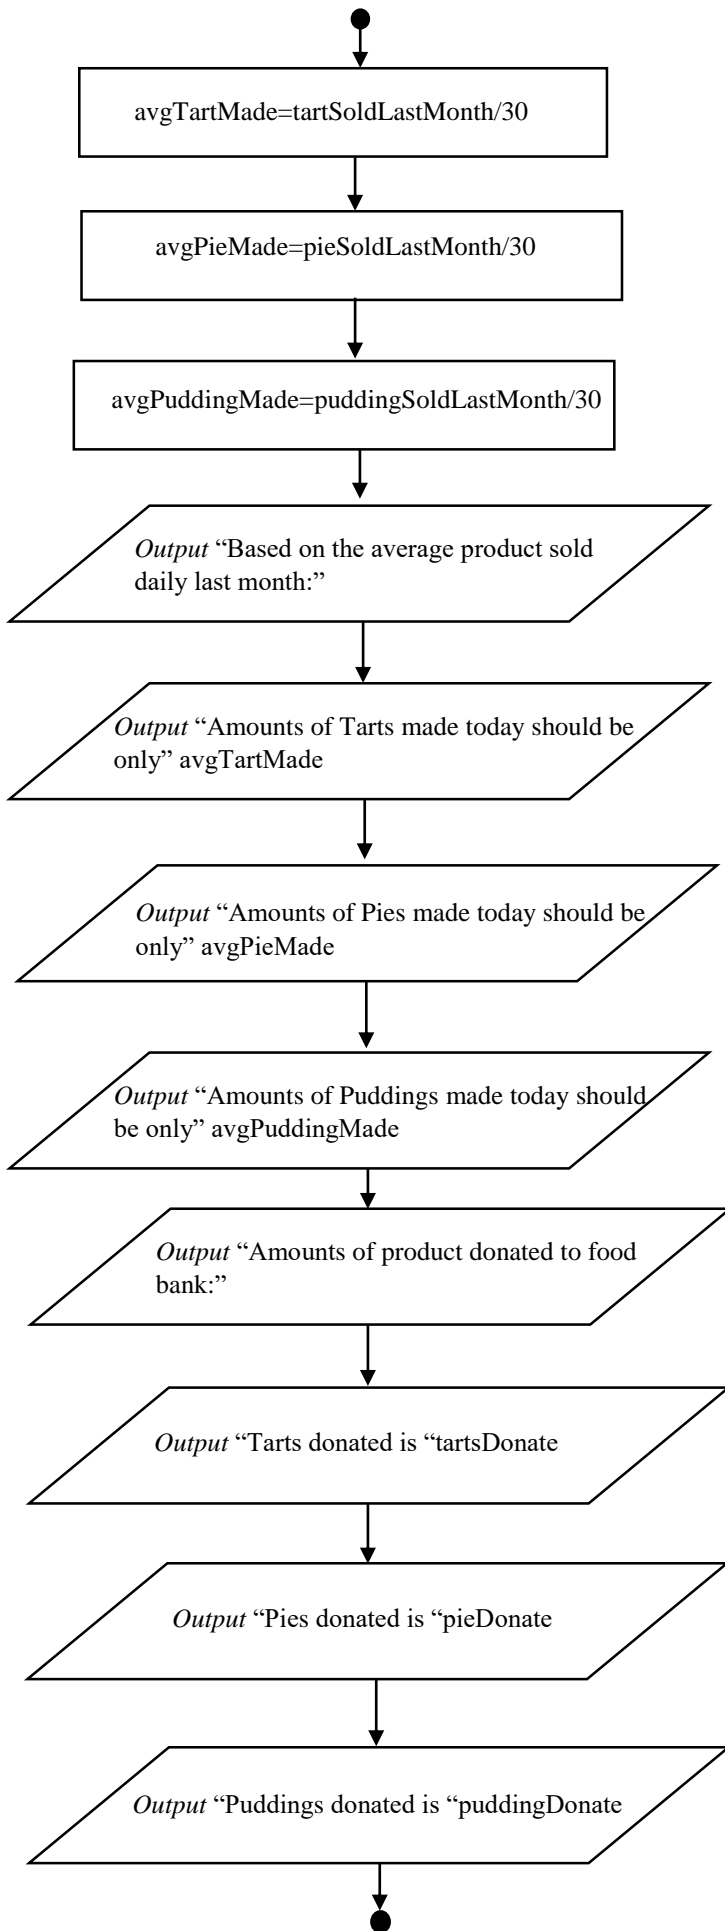 avgTartMade=tartSoldLastMonth/30
avgPieMade=pieSoldLastMonth/30
avgPuddingMade=puddingSoldLastMonth/30
Output “Based on the average product sold
daily last month:”
Output “Amounts of Tarts made today should be
only” avgTartMade
Output “Amounts of Pies made today should be
only” avgPieMade
Output “Amounts of Puddings made today should
be only” avgPuddingMade
Output “Amounts of product donated to food
bank:”
Output “Tarts donated is “tartsDonate
Output “Pies donated is “pieDonate
Output “Puddings donated is “puddingDonate